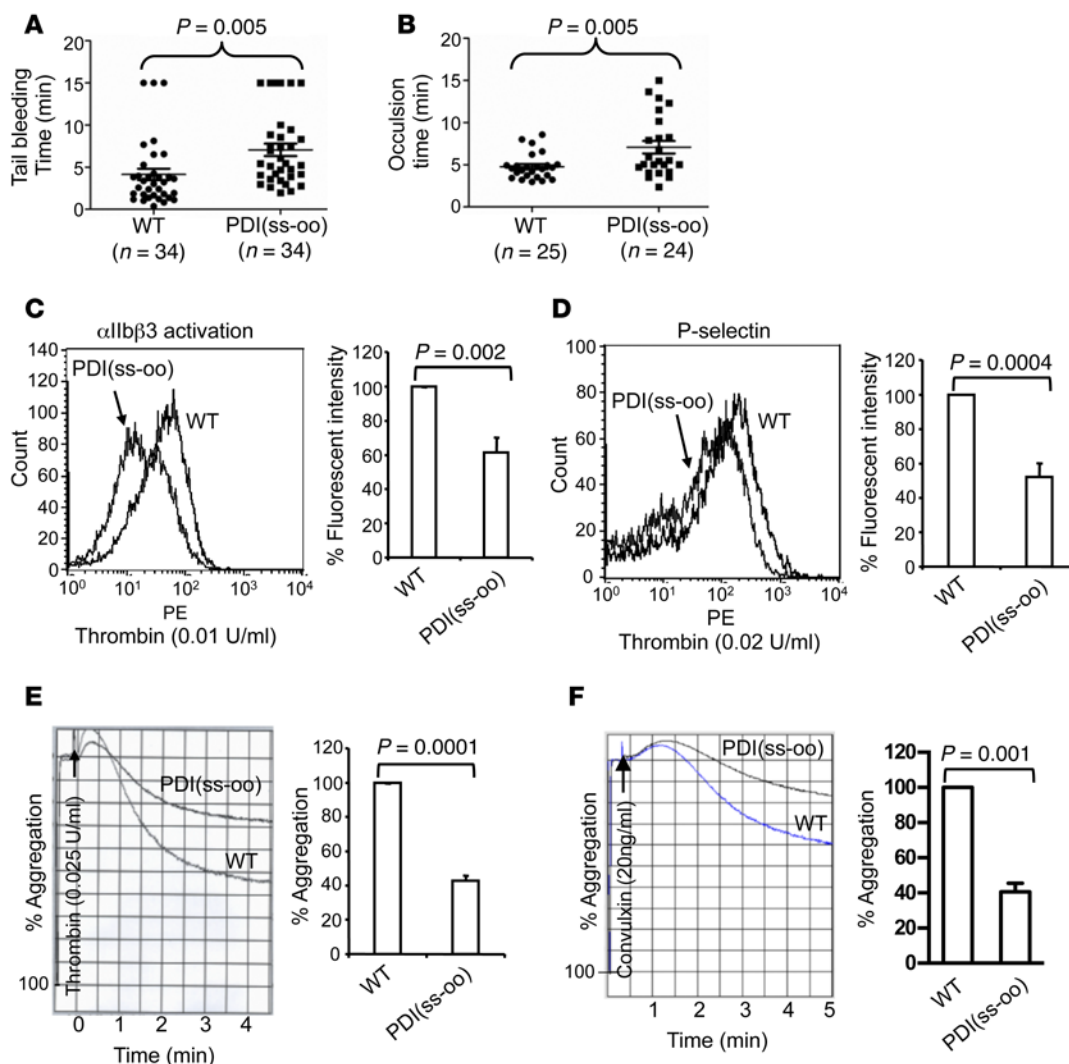 A
P = 0.005
Tail bleeding
Time (min)
20
15
10
5
0
WT
PDI(ss-oo)
(n = 34)
(n = 34)
B
P = 0.005
Occulsion
time (min)
20
15
10
5
0
WT
PDI(ss-oo)
(n = 25)
(n = 24)
C
αIIbβ3 activation
140
120
100
80
60
40
20
0
Count
PDI(ss-oo)
WT
10⁰ 10¹ 10² 10³ 10⁴
PE
Thrombin (0.01 U/ml)
P = 0.002
% Fluorescent intensity
120
100
80
60
40
20
0
WT
PDI(ss-oo)
D
P-selectin
100
80
60
40
20
0
Count
PDI(ss-oo)
WT
10⁰ 10¹ 10² 10³ 10⁴
PE
Thrombin (0.02 U/ml)
P = 0.0004
% Fluorescent intensity
120
100
80
60
40
20
0
WT
PDI(ss-oo)
E
% Aggregation
Thrombin (0.025 U/ml)
PDI(ss-oo)
WT
100
0 1 2 3 4
Time (min)
P = 0.0001
% Aggregation
120
100
80
60
40
20
0
WT
PDI(ss-oo)
F
% Aggregation
Convulxin (20ng/ml)
PDI(ss-oo)
WT
100
1 2 3 4 5
Time (min)
P = 0.001
% Aggregation
120
100
80
60
40
20
0
WT
PDI(ss-oo)